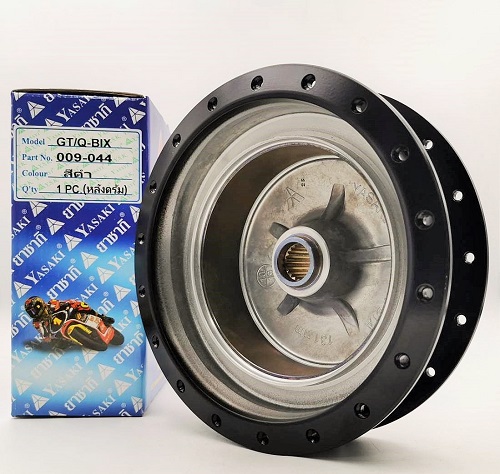 YASAKI
Model GT/Q-BIX
Part No. 009-044
Colour สีดำ
Q'ty 1 PC.(หลังดรัม)
ยาซากิ
YASAKI
ยาซากิ
YASAKI
YASAKI